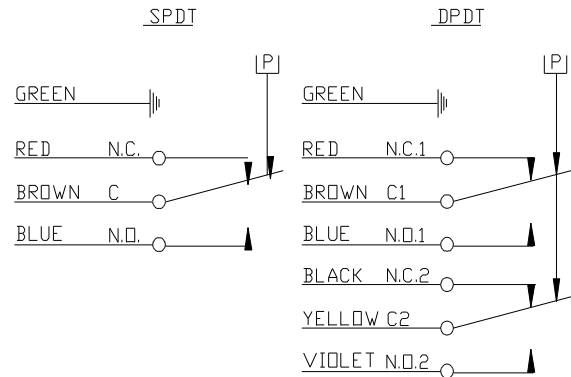 SPDT
P
GREEN
RED N.C.
BROWN C
BLUE N.O.
DPDT
P
GREEN
RED N.C.1
BROWN C1
BLUE N.O.1
BLACK N.C.2
YELLOW C2
VIOLET N.O.2